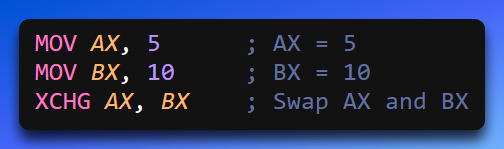 MOV AX, 5      ; AX = 5
MOV BX, 10     ; BX = 10
XCHG AX, BX    ; Swap AX and BX